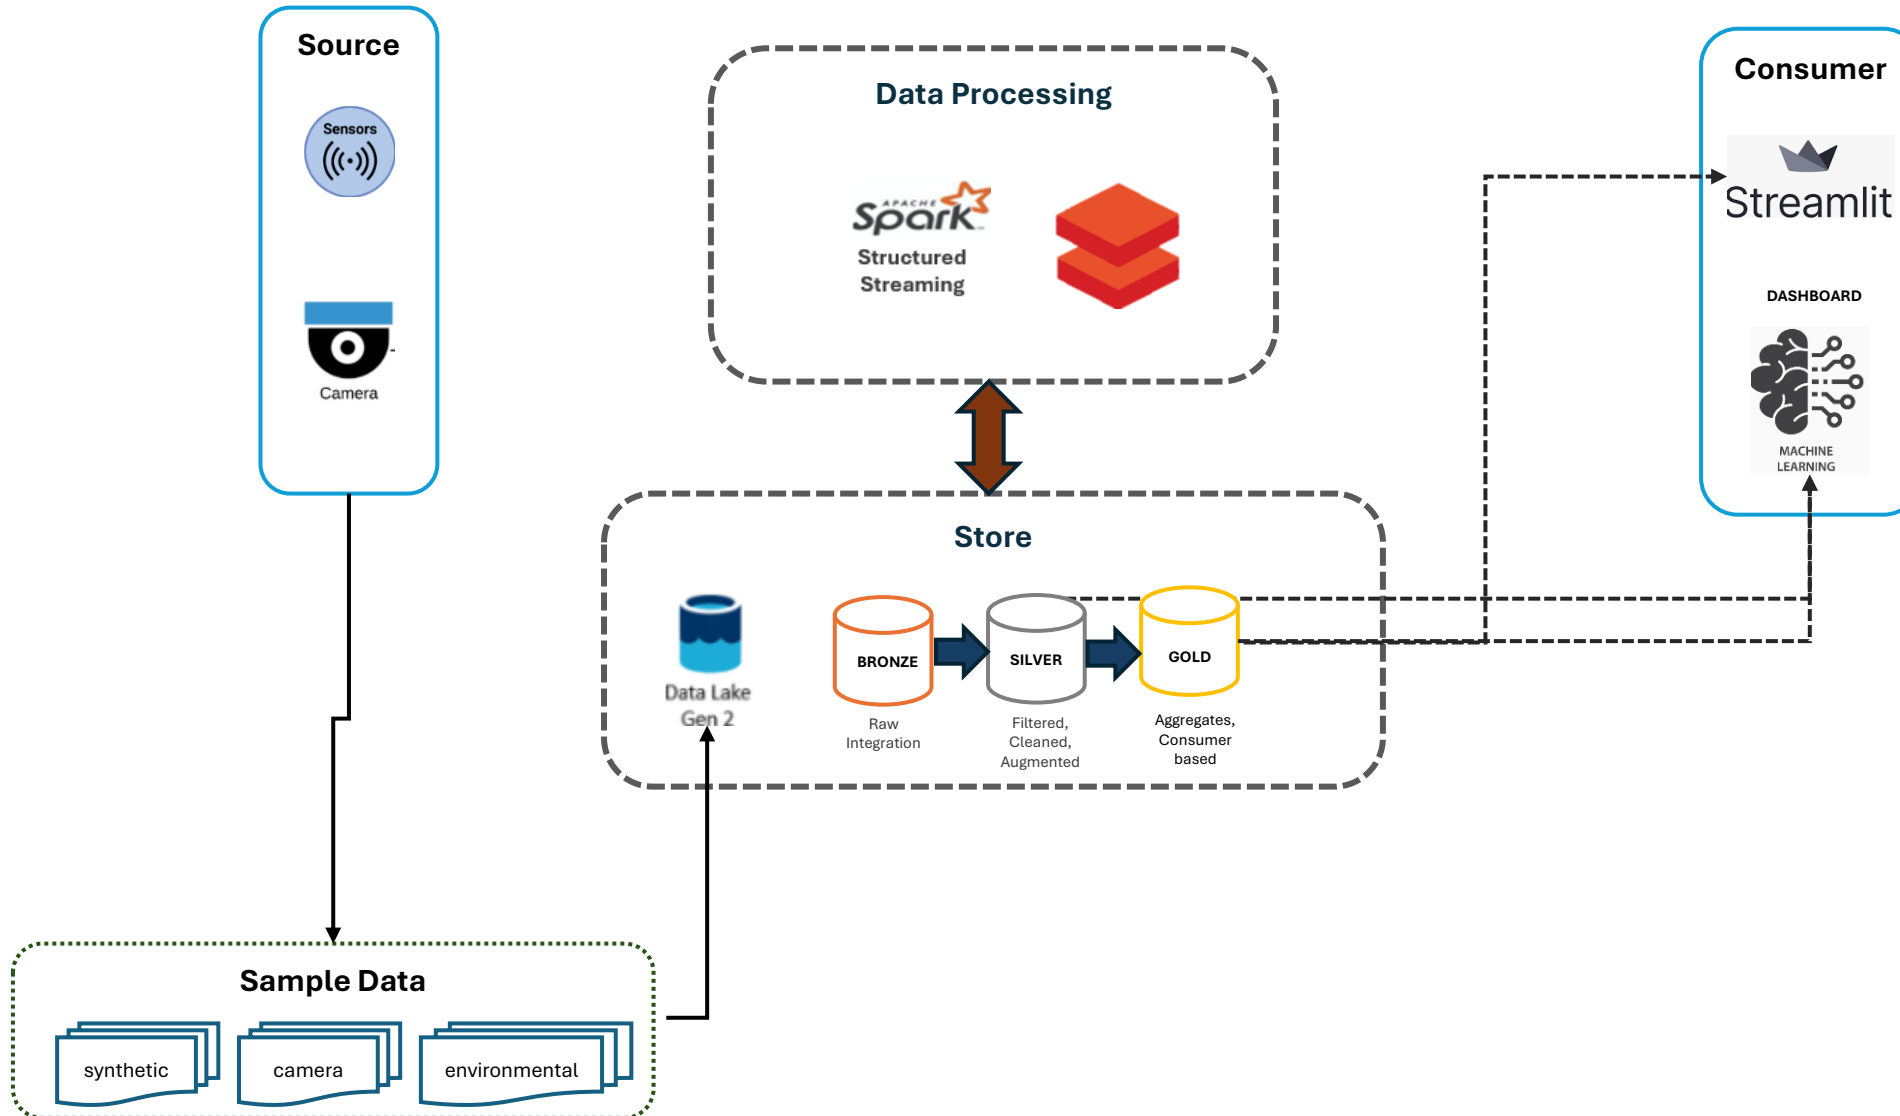 Source
Sensors
Camera
Data Processing
APACHE
Spark
Structured
Streaming
Consumer
Streamlit
DASHBOARD
MACHINE
LEARNING
Store
Data Lake
Gen 2
BRONZE
Raw
Integration
SILVER
Filtered,
Cleaned,
Augmented
GOLD
Aggregates,
Consumer
based
Sample Data
synthetic
camera
environmental